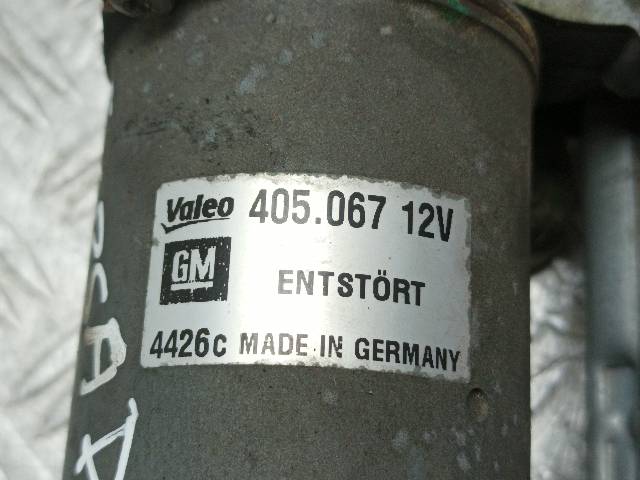 Valeo 405.067 12V
GM ENTSTÖRT
4426C MADE IN GERMANY